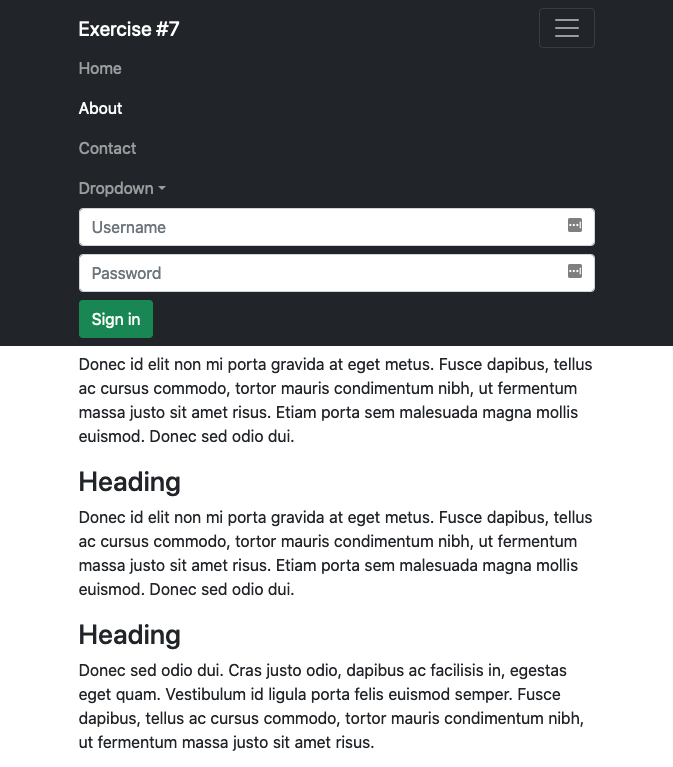 Exercise #7
Home
About
Contact
Dropdown
Username
Password
Sign in
Donec id elit non mi porta gravida at eget metus. Fusce dapibus, tellus
ac cursus commodo, tortor mauris condimentum nibh, ut fermentum
massa justo sit amet risus. Etiam porta sem malesuada magna mollis
euismod. Donec sed odio dui.
Heading
Donec id elit non mi porta gravida at eget metus. Fusce dapibus, tellus
ac cursus commodo, tortor mauris condimentum nibh, ut fermentum
massa justo sit amet risus. Etiam porta sem malesuada magna mollis
euismod. Donec sed odio dui.
Heading
Donec sed odio dui. Cras justo odio, dapibus ac facilisis in, egestas
eget quam. Vestibulum id ligula porta felis euismod semper. Fusce
dapibus, tellus ac cursus commodo, tortor mauris condimentum nibh,
ut fermentum massa justo sit amet risus.